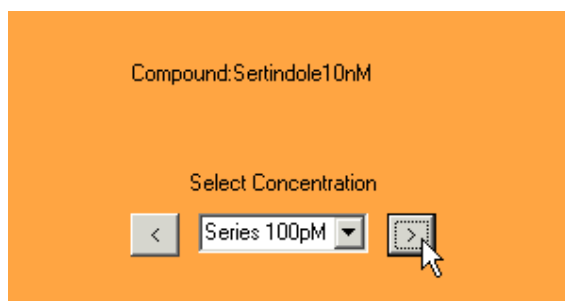 Compound:Sertindole10nM
Select Concentration
< Series 100pM >